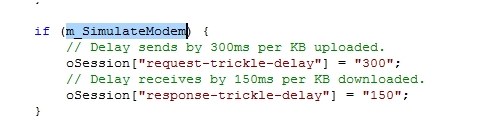 if (m_SimulateModem) {
// Delay sends by 300ms per KB uploaded.
oSession["request-trickle-delay"] = "300";
// Delay receives by 150ms per KB downloaded.
oSession["response-trickle-delay"] = "150";
}